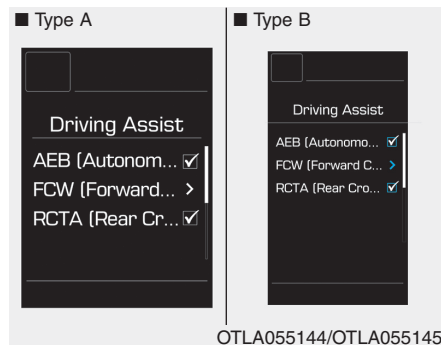 ■ Type A
Driving Assist
AEB (Autonom...
FCW (Forward... >
RCTA (Rear Cr...
■ Type B
Driving Assist
AEB (Autonomo...
FCW (Forward C... >
RCTA (Rear Cro...
OTLA055144/OTLA055145